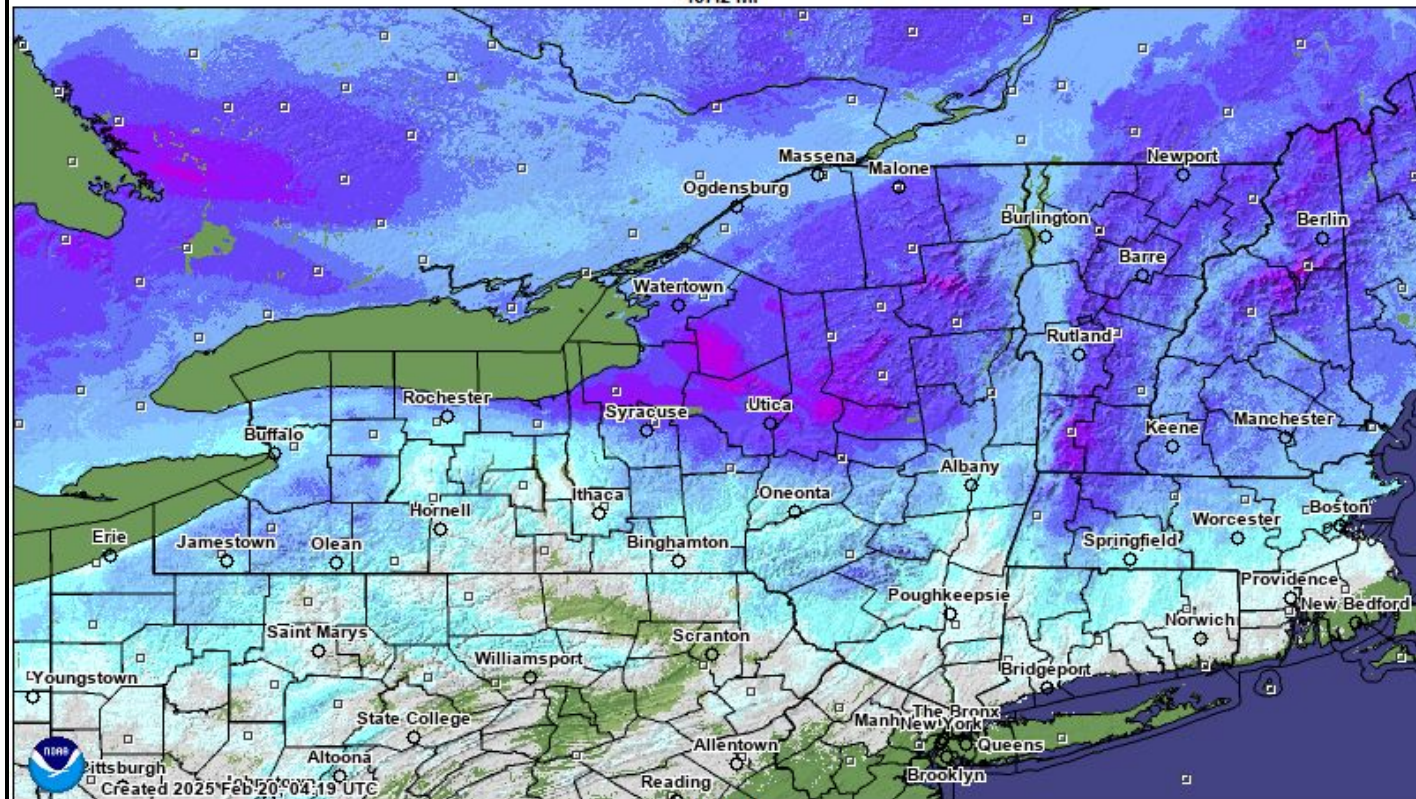 Massena
Malone
Newport
Ogdensburg
Burlington
Berlin
Barre
Watertown
Rutland
Rochester
Syracuse
Utica
Keene
Manchester
Buffalo
Albany
Ithaca
Oneonta
Hornell
Worcester
Boston
Erie
Jamestown
Olean
Binghamton
Springfield
Providence
Poughkeepsie
New Bedford
Saint Marys
Scranton
Norwich
Williamsport
Bridgeport
Youngstown
State College
The Bronx
Manh
New York
Allentown
Queens
NOAA
Altoona
Brooklyn
Pittsburgh
Reading
Created 2025 Feb 20 04:19 UTC